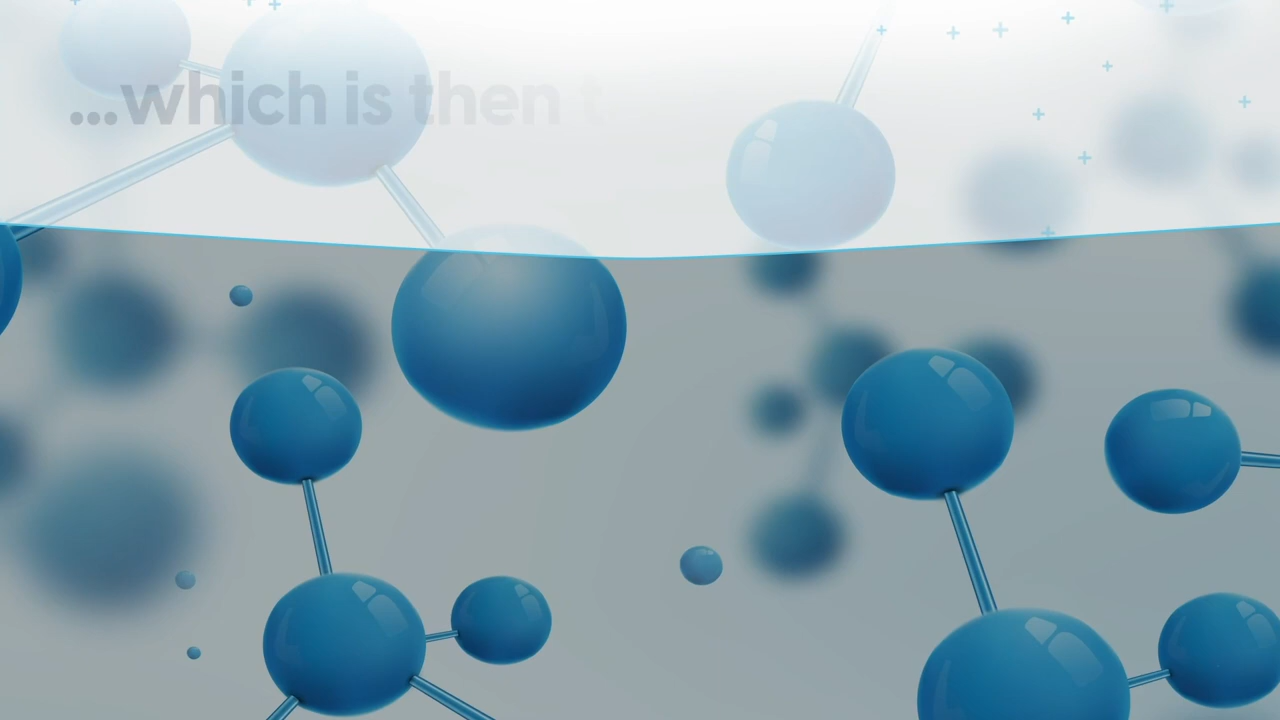 ...which is then t